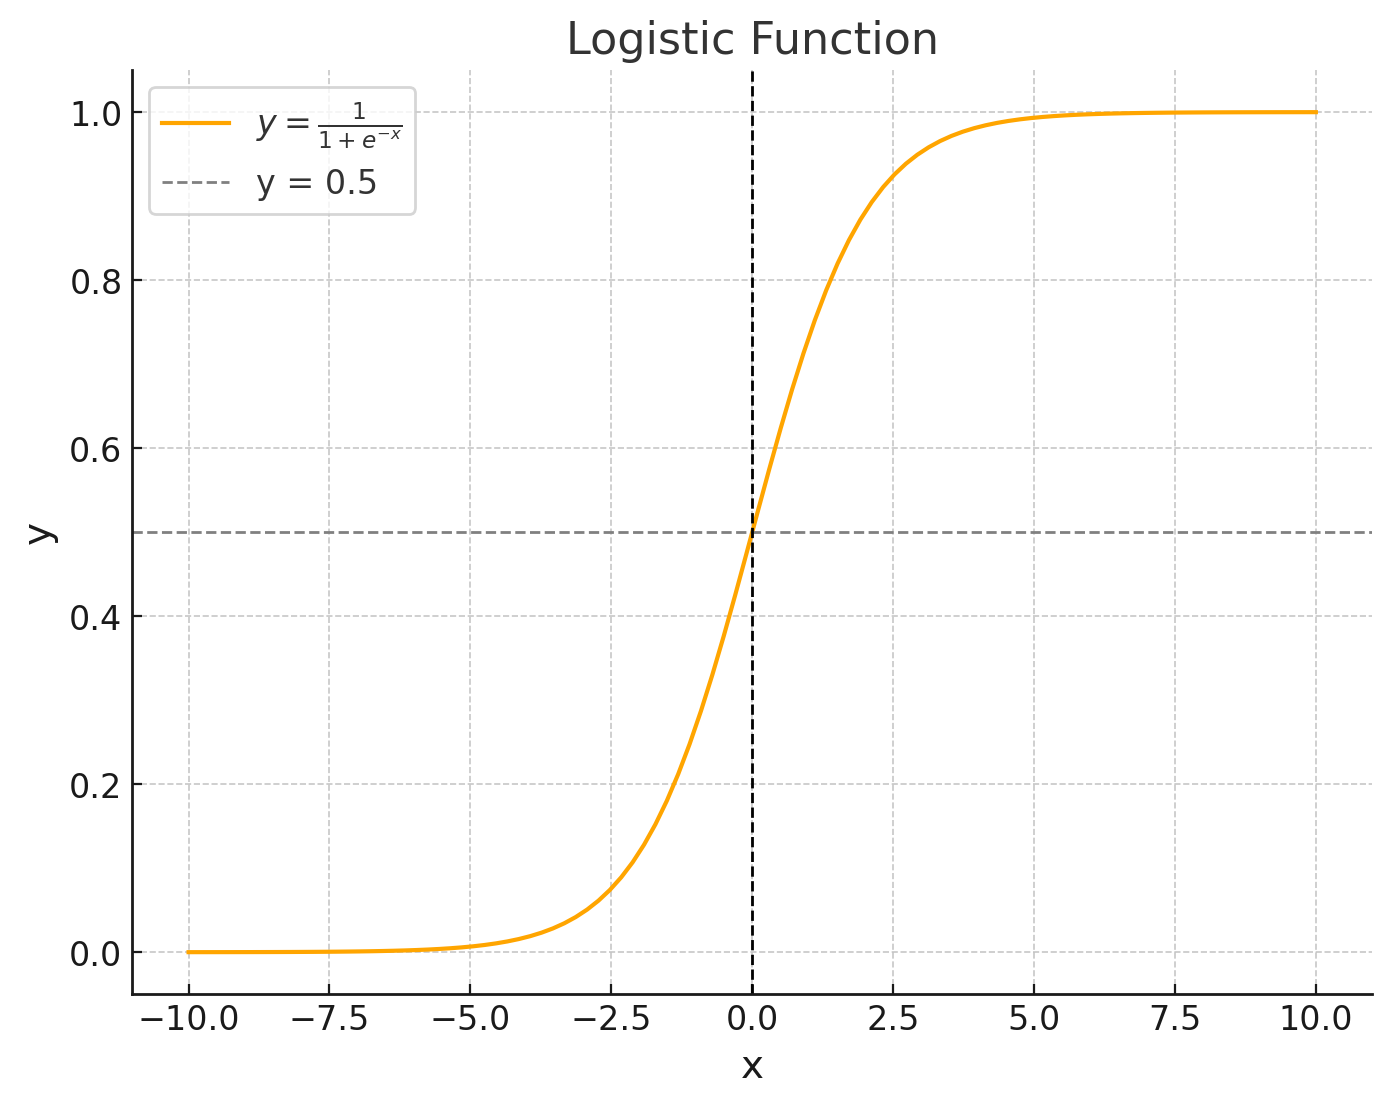 Logistic Function
y = \frac{1}{1 + e^{-x}}
y = 0.5
1.0
0.8
0.6
0.4
0.2
0.0
y
−10.0 −7.5 −5.0 −2.5 0.0 2.5 5.0 7.5 10.0
x